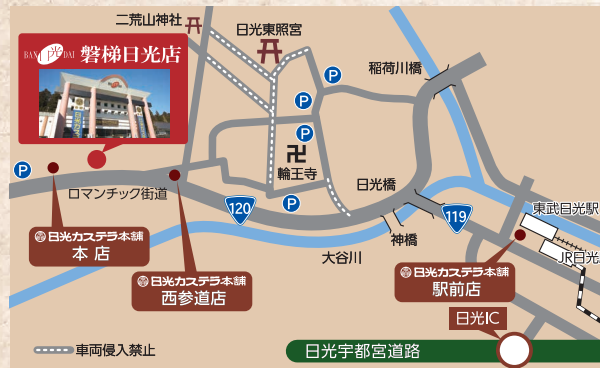 二荒山神社
日光東照宮
BAN 光 DAI 磐梯日光店
稲荷川橋
P
P
P
卍
輪王寺
P
ロマンチック街道
日光橋
P
120
119
東武日光駅
神橋
大谷川
JR日光
日光カステラ本舗
本店
日光カステラ本舗
西参道店
日光カステラ本舗
駅前店
日光IC
車両侵入禁止
日光宇都宮道路